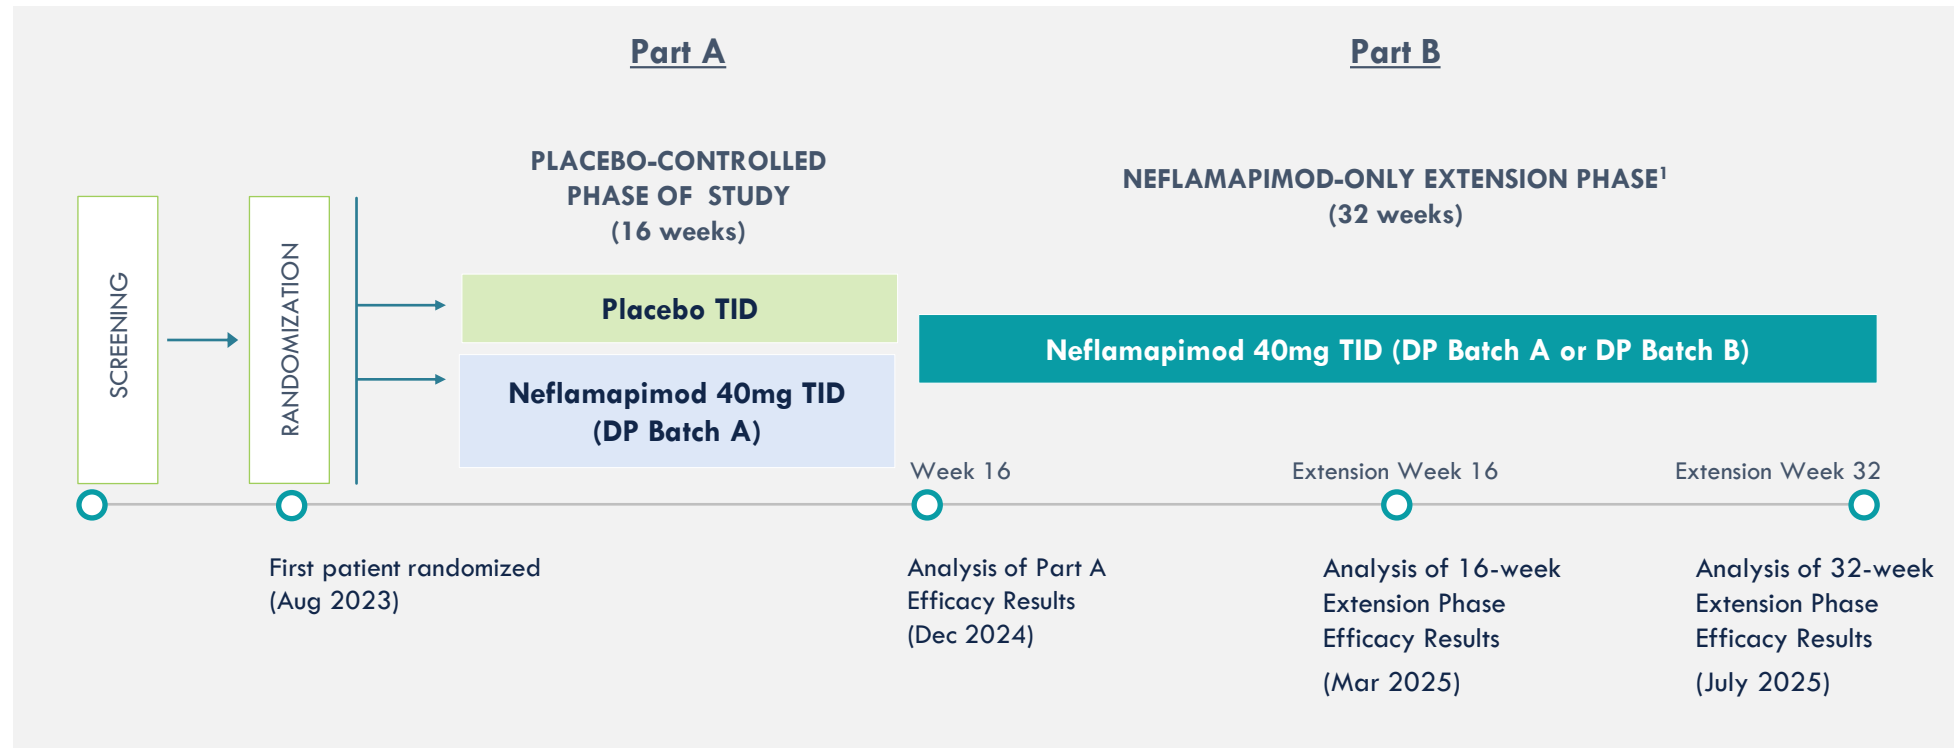 Part A
Part B
PLACEBO-CONTROLLED
PHASE OF STUDY
(16 weeks)
NEFLAMAPIMOD-ONLY EXTENSION PHASE¹
(32 weeks)
SCREENING
RANDOMIZATION
Placebo TID
Neflamapimod 40mg TID
(DP Batch A)
Neflamapimod 40mg TID (DP Batch A or DP Batch B)
Week 16
Extension Week 16
Extension Week 32
First patient randomized
(Aug 2023)
Analysis of Part A
Efficacy Results
(Dec 2024)
Analysis of 16-week
Extension Phase
Efficacy Results
(Mar 2025)
Analysis of 32-week
Extension Phase
Efficacy Results
(July 2025)